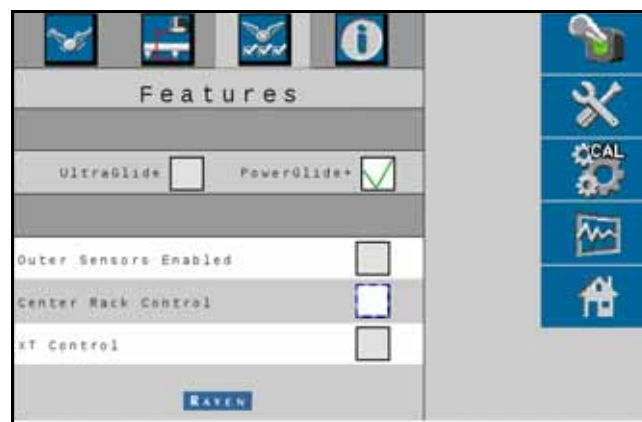 Features
UltraGlide
PowerGlide+
Outer Sensors Enabled
Center Rack Control
XT Control
RAVEN
CAL